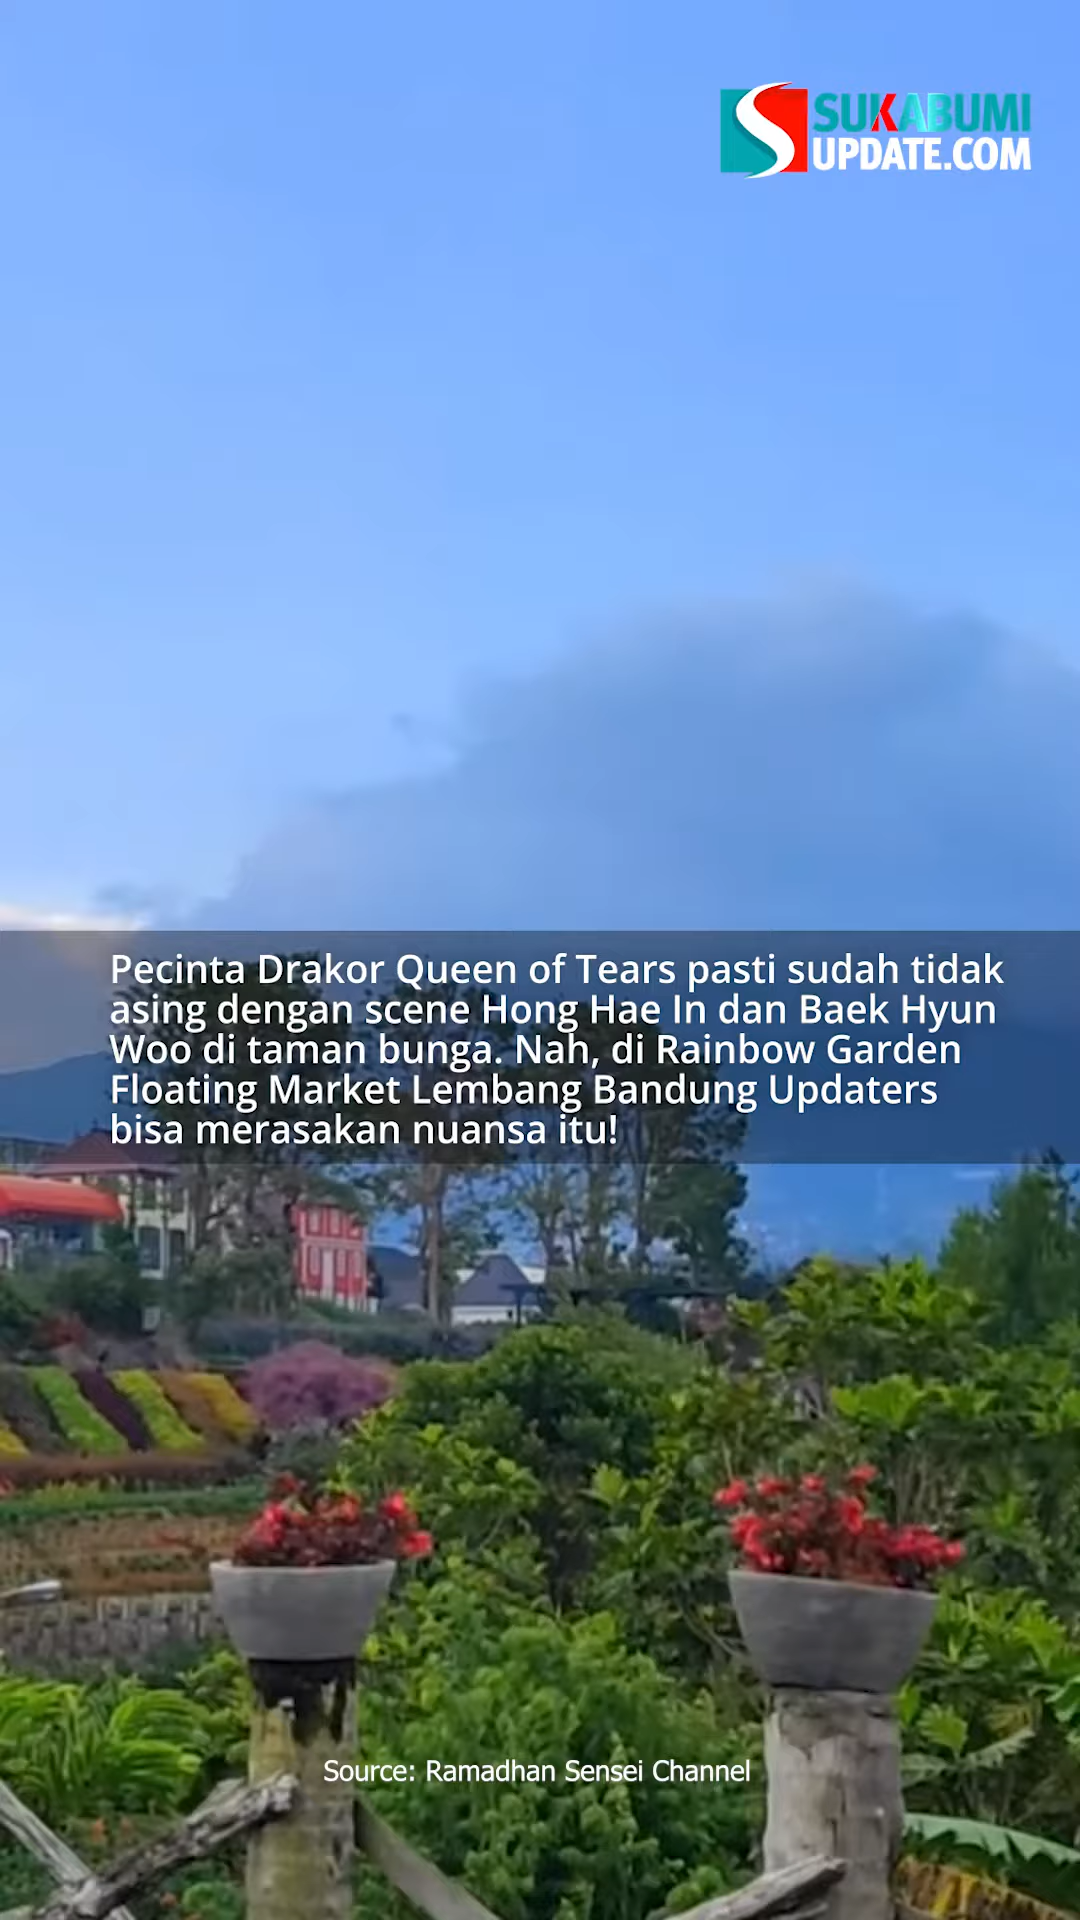 SUKABUMI
UPDATE.COM
Pecinta Drakor Queen of Tears pasti sudah tidak
asing dengan scene Hong Hae In dan Baek Hyun
Woo di taman bunga. Nah, di Rainbow Garden
Floating Market Lembang Bandung Updaters
bisa merasakan nuansa itu!
Source: Ramadhan Sensei Channel